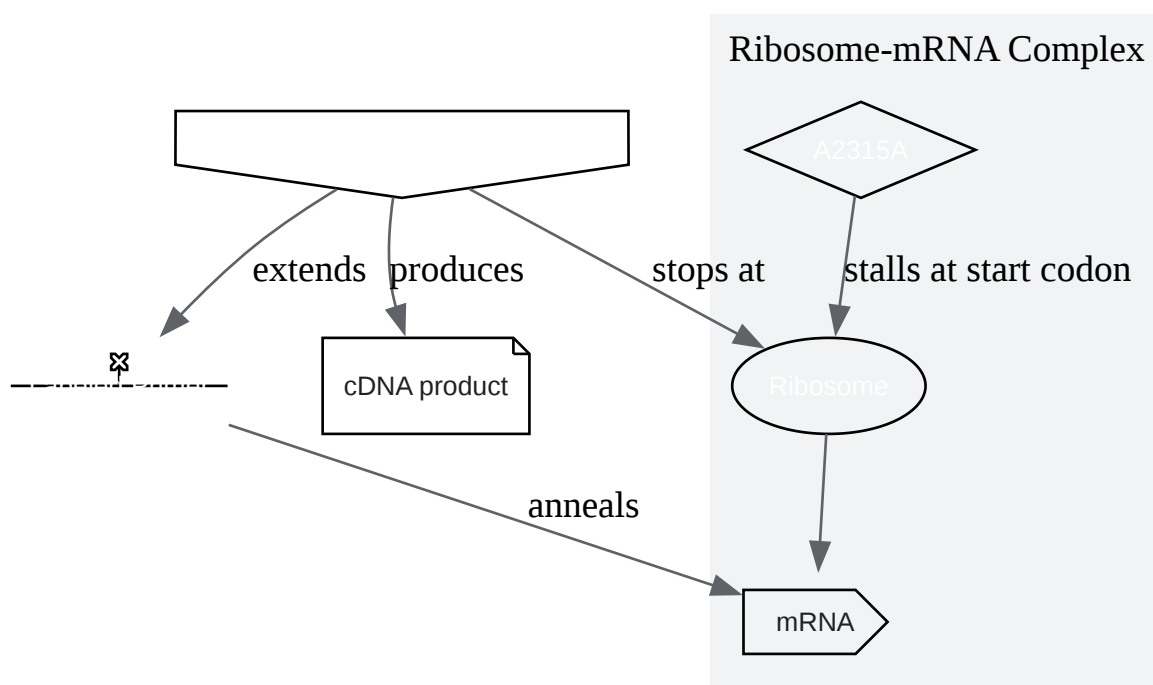 Ribosome-mRNA Complex
A2315A
extends
produces
stops at
stalls at start codon
cDNA product
Ribosome
anneals
mRNA